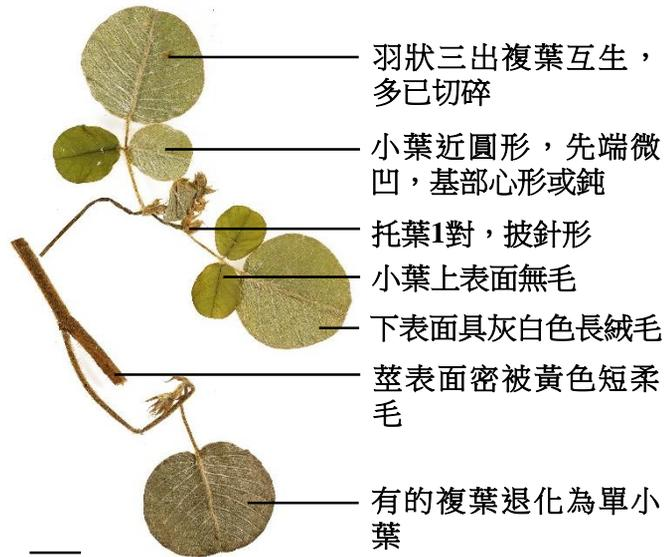 羽狀三出複葉互生，
多已切碎
小葉近圓形，先端微
凹，基部心形或鈍
托葉1對，披針形
小葉上表面無毛
下表面具灰白色長絨毛
莖表面密被黃色短柔
毛
有的複葉退化為單小
葉